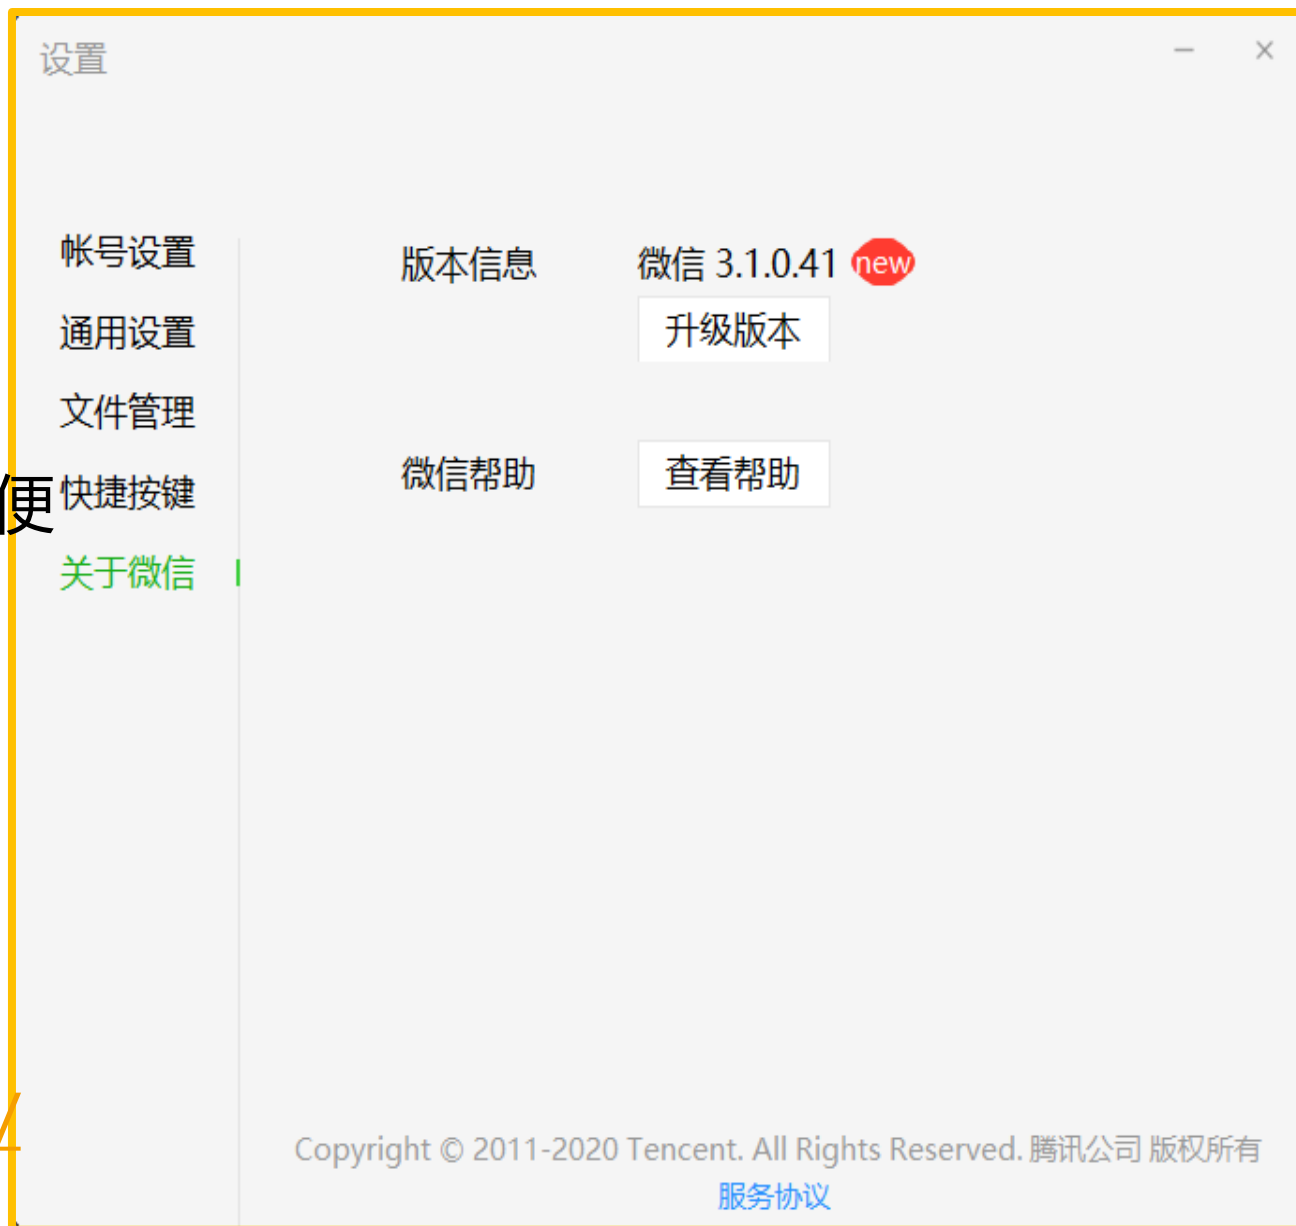 设置
帐号设置
通用设置
文件管理
便
快捷按键
关于微信
版本信息
微信 3.1.0.41 new
升级版本
微信帮助
查看帮助
Copyright © 2011-2020 Tencent. All Rights Reserved. 腾讯公司 版权所有
服务协议